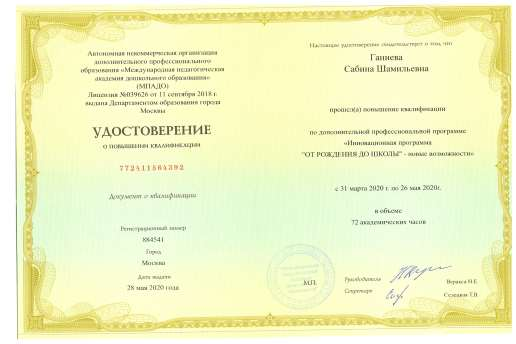 Автономная некоммерческая организация
дополнительного профессионального
образования «Международная педагогическая
академия дошкольного образования»
(МПАДО)
Лицензия №039626 от 11 сентября 2018 г.
выдана Департаментом образования города
Москвы
УДОСТОВЕРЕНИЕ
О ПОВЫШЕНИИ КВАЛИФИКАЦИИ
772411564392
Документ о квалификации
Регистрационный номер
884541
Город
Москва
Дата выдачи
28 мая 2020 года
Настоящее удостоверение свидетельствует о том, что
Ганиева
Сабина Шамильевна
прошел(а) повышение квалификации
по дополнительной профессиональной программе
«Инновационная программа
"ОТ РОЖДЕНИЯ ДО ШКОЛЫ" - новые возможности»
с 31 марта 2020 г. по 26 мая 2020г.
в объеме
72 академических часов
М.П.
Руководитель
Веракса Н.Е.
Секретарь
Т.В.